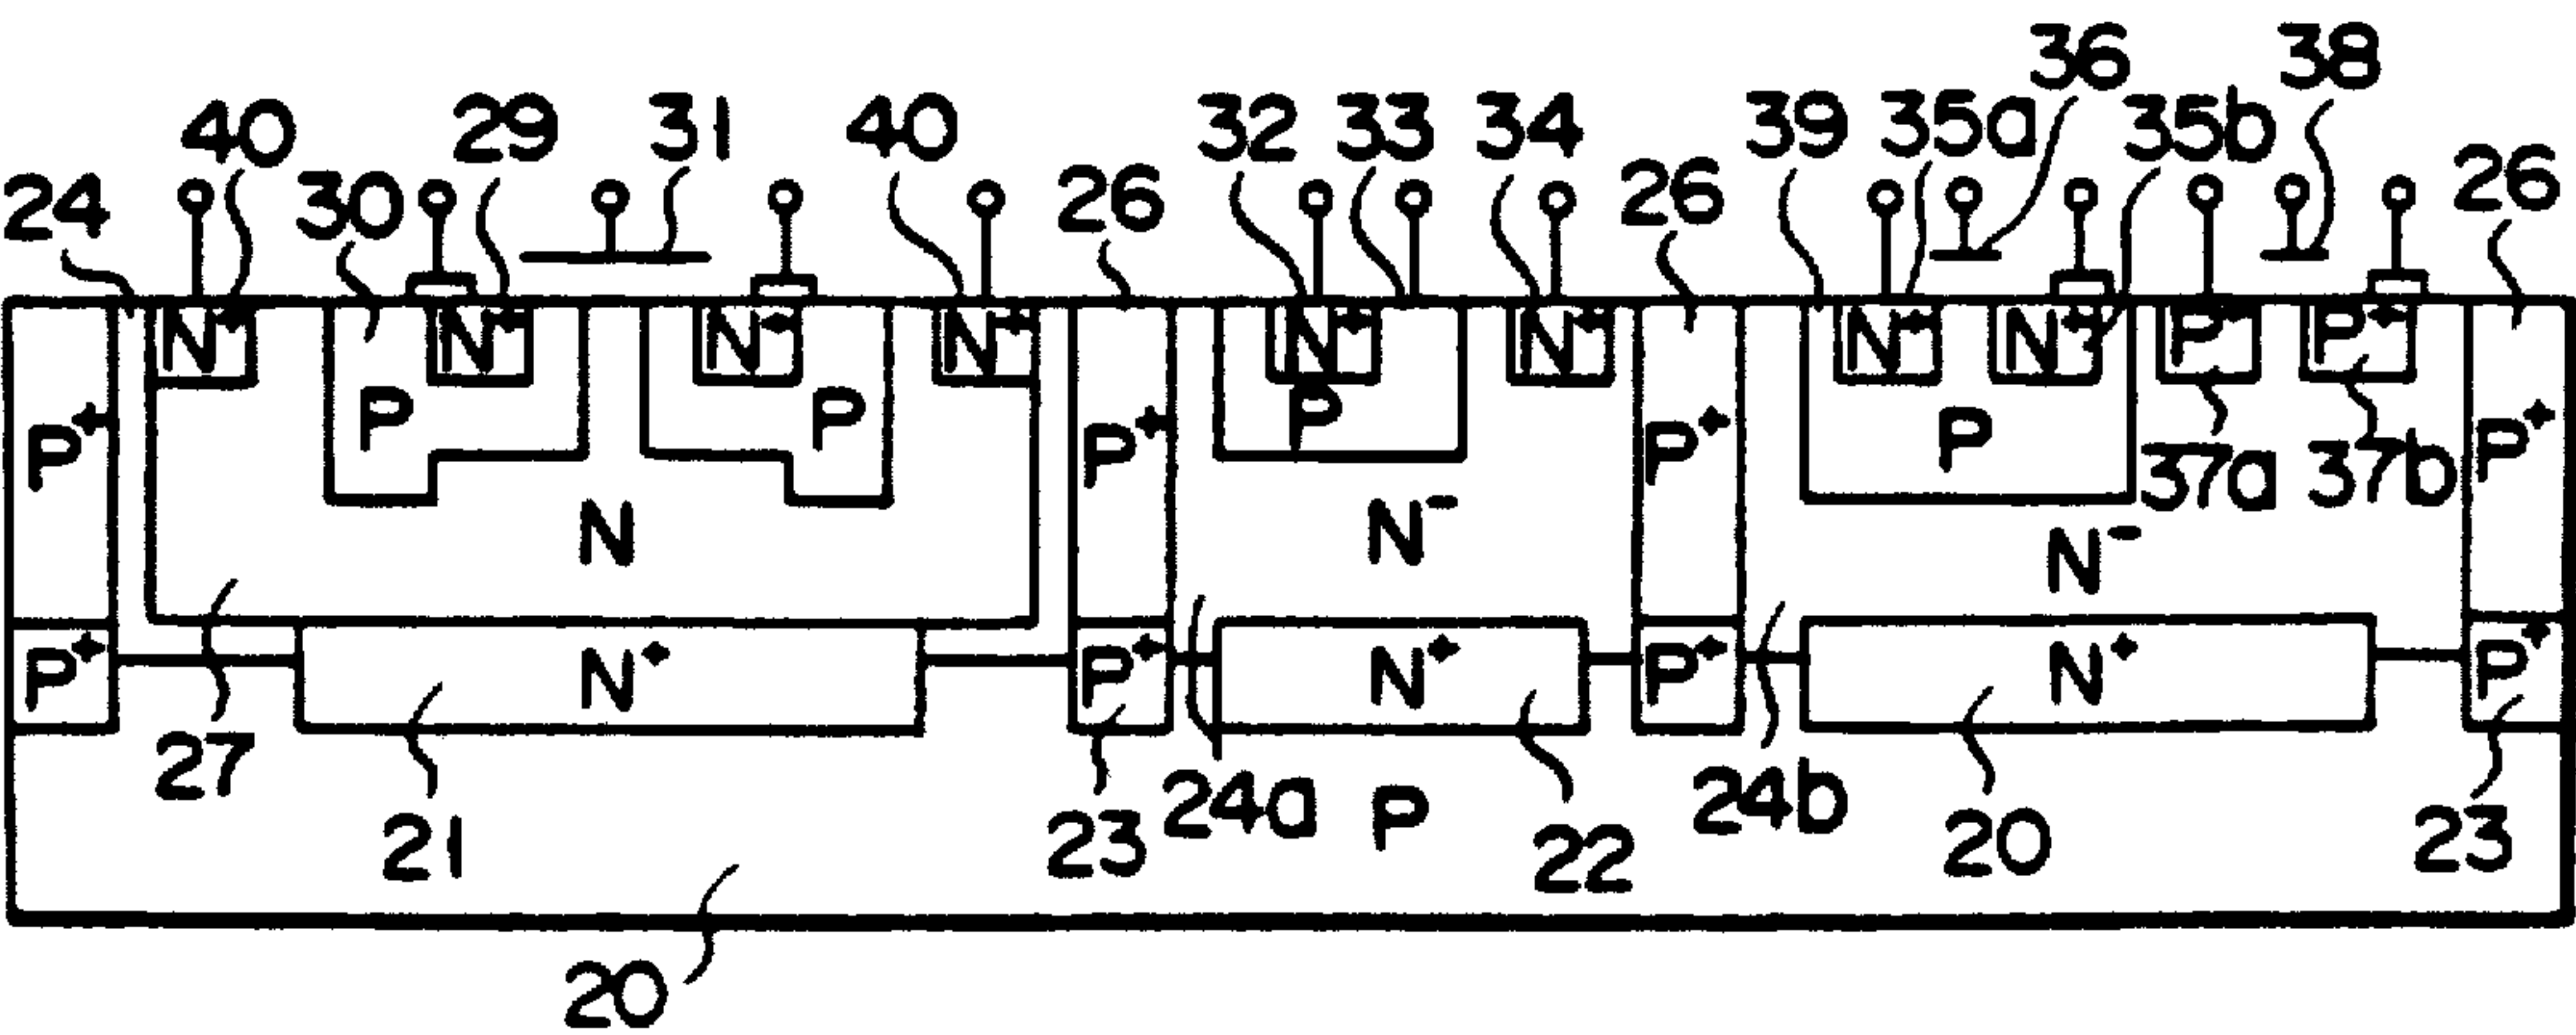 36 38
40 29 31 40 32 33 34 39 35a 35b
24 30 26 26 26
N+ N+ N+ N+ N+ N+ N+ N+ P+ P+
P+ P P P+ P P+ P 37a 37b P+
N N- N-
P+ N+ P+ N+ P+ N+ P+
27 21 23 24a P 22 24b 20 23
20